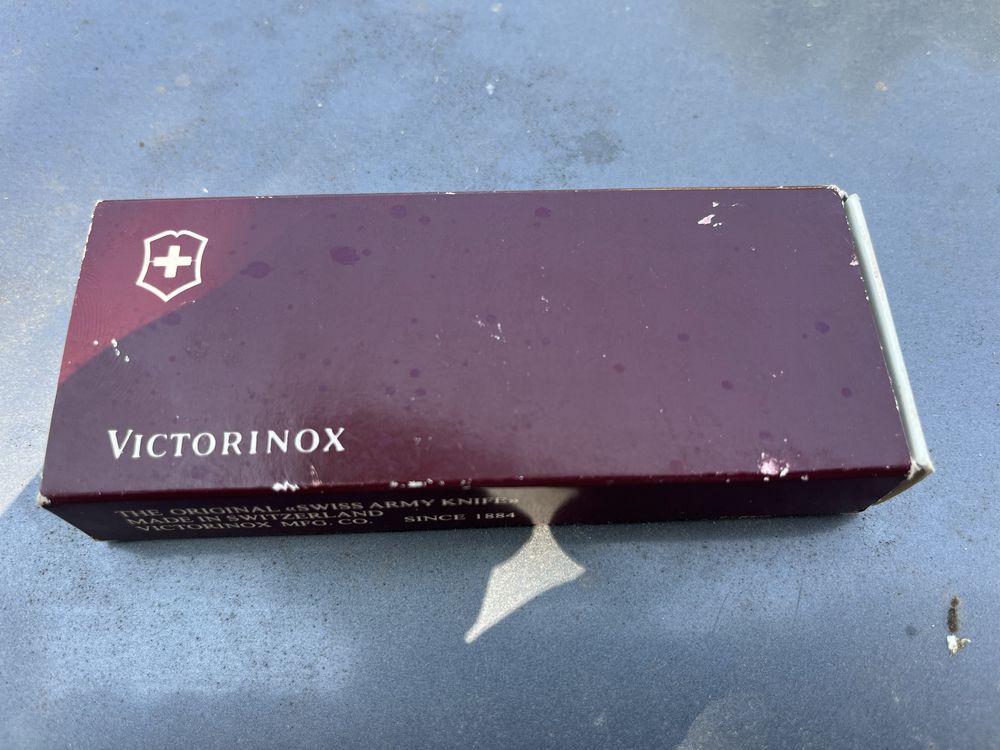 VICTORINOX
THE ORIGINAL «SWISS ARMY KNIFE»
MADE IN SWITZERLAND
VICTORINOX MFG. CO. SINCE 1884